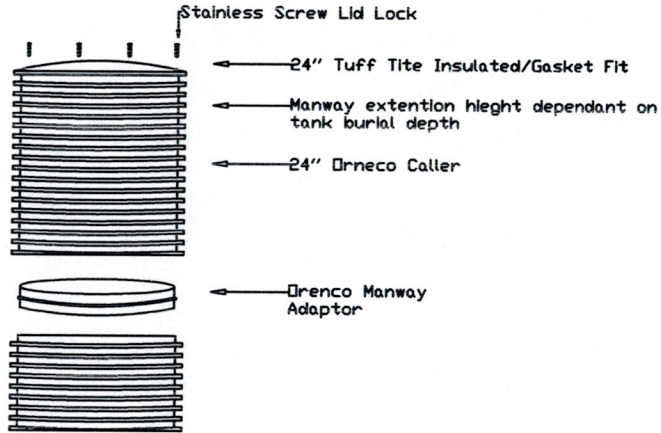 Stainless Screw Lid Lock
24" Tuff Tite Insulated/Gasket Fit
Manway extention hieght dependant on
tank burial depth
24" Orneco Caller
Orenco Manway
Adaptor